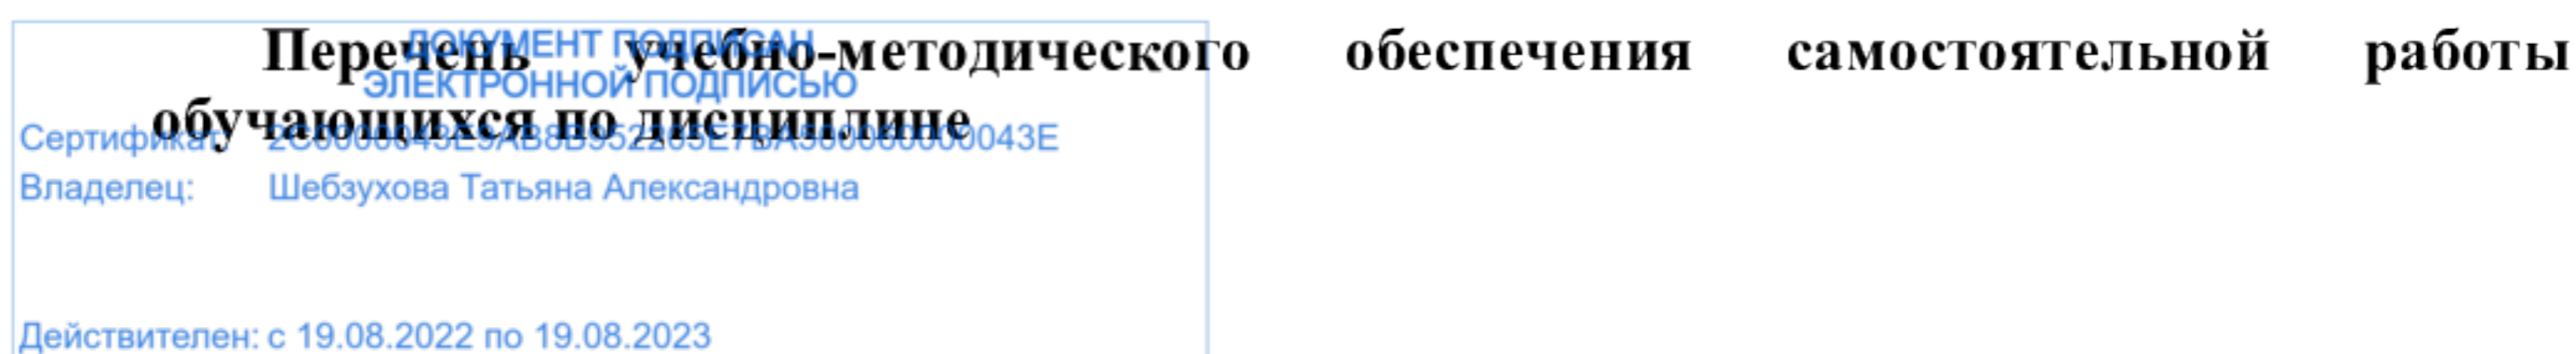 Перечень учебно-методического обеспечения самостоятельной работы
обучающихся по дисциплине
ДОКУМЕНТ ПОДПИСАН
ЭЛЕКТРОННОЙ ПОДПИСЬЮ
Сертификат: 2C0000043E9AB8B952205E7BA500060000043E
Владелец: Шебзухова Татьяна Александровна
Действителен: с 19.08.2022 по 19.08.2023